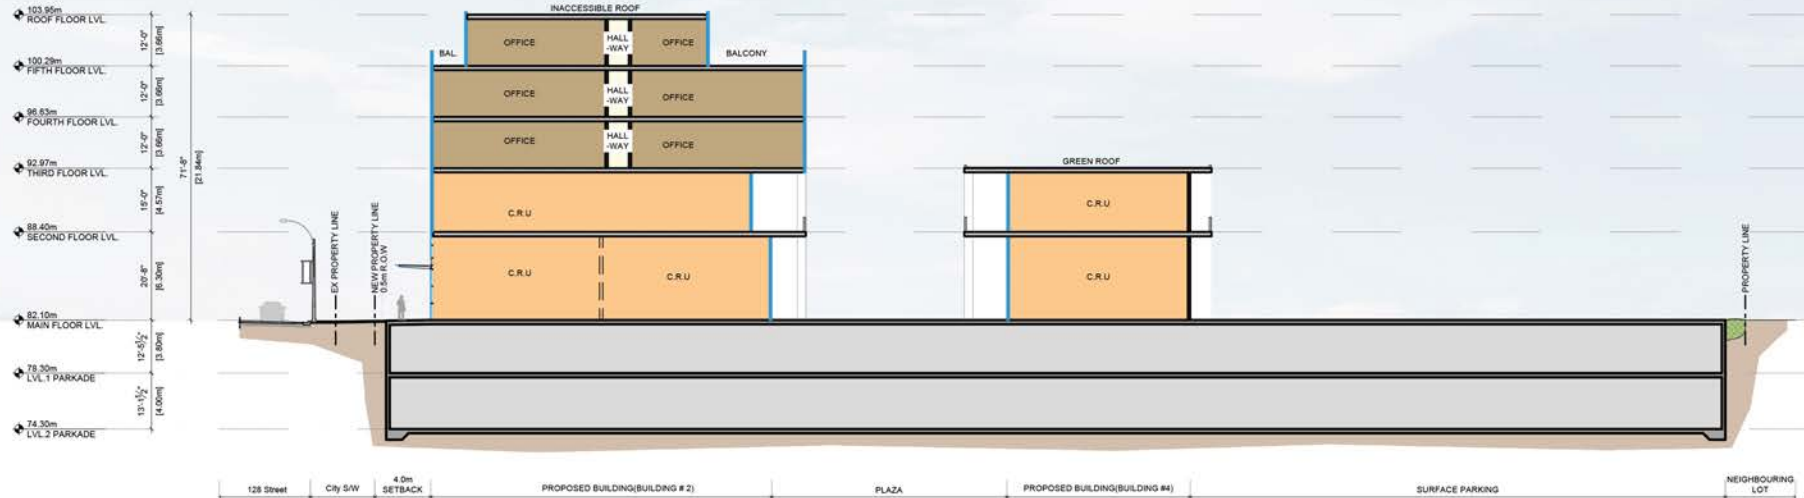 103.95m
ROOF FLOOR LVL.
INACCESSIBLE ROOF
12'-0"
[3.66m]
OFFICE
HALL
-WAY
OFFICE
BAL.
BALCONY
100.29m
FIFTH FLOOR LVL.
12'-0"
[3.66m]
OFFICE
HALL
-WAY
OFFICE
96.63m
FOURTH FLOOR LVL.
12'-0"
[3.66m]
OFFICE
HALL
-WAY
OFFICE
92.97m
THIRD FLOOR LVL.
71'-8"
[21.84m]
GREEN ROOF
15'-0"
[4.57m]
C.R.U
C.R.U
88.40m
SECOND FLOOR LVL.
EX PROPERTY LINE
NEW PROPERTY LINE
0.5m R.O.W
PROPERTY LINE
20'-8"
[6.30m]
C.R.U
C.R.U
C.R.U
82.10m
MAIN FLOOR LVL.
12'-5½"
[3.80m]
78.30m
LVL.1 PARKADE
13'-1½"
[4.00m]
74.30m
LVL.2 PARKADE
128 Street
City S/W
4.0m
SETBACK
PROPOSED BUILDING(BUILDING # 2)
PLAZA
PROPOSED BUILDING(BUILDING #4)
SURFACE PARKING
NEIGHBOURING
LOT